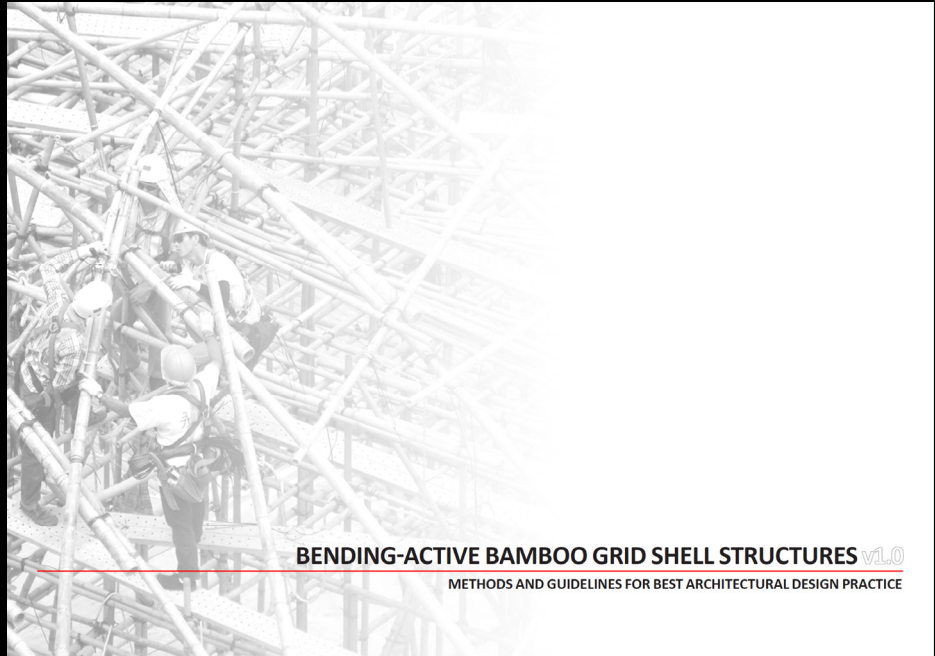 BENDING-ACTIVE BAMBOO GRID SHELL STRUCTURES v1.0
METHODS AND GUIDELINES FOR BEST ARCHITECTURAL DESIGN PRACTICE